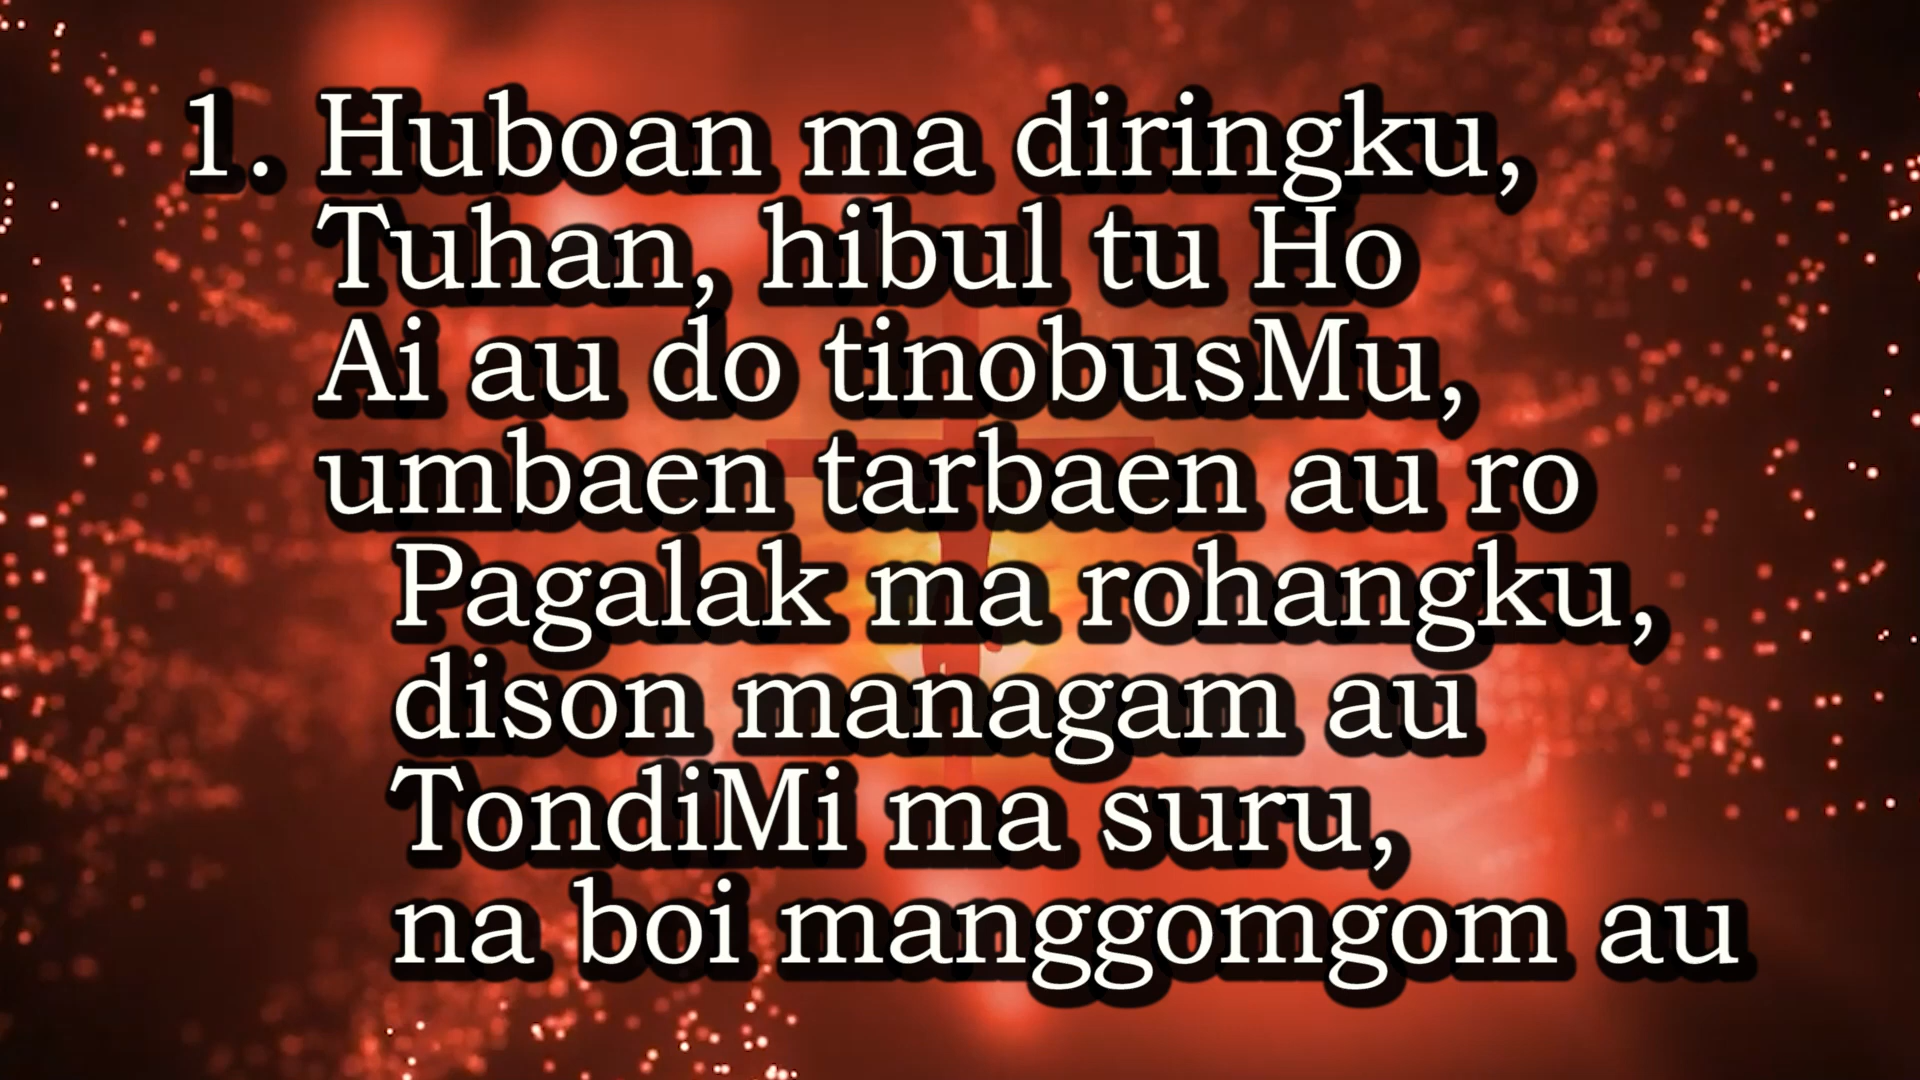 1. Huboan ma diringku,
Tuhan, hibul tu Ho
Ai au do tinobusMu,
umbaen tarbaen au ro
Pagalak ma rohangku,
dison managam au
TondiMi ma suru,
na boi manggomgom au